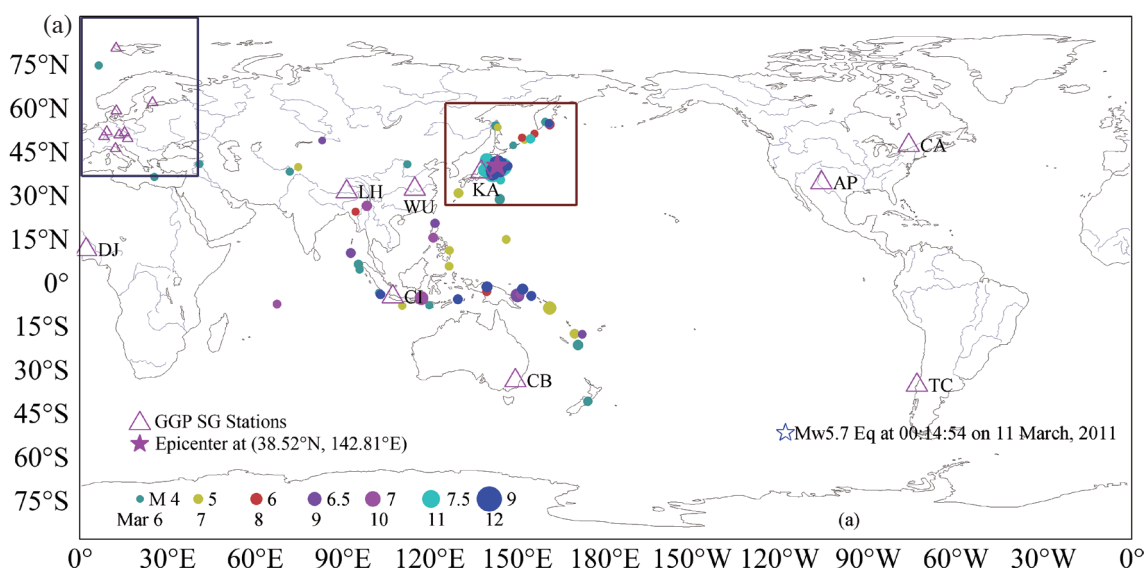 (a)
75°N
60°N
45°N
30°N
15°N
0°
15°S
30°S
45°S
60°S
75°S
CA
AP
LH
WU
KA
DJ
CI
CB
TC
GGP SG Stations
Epicenter at (38.52°N, 142.81°E)
Mw5.7 Eq at 00:14:54 on 11 March, 2011
M 4 5 6 6.5 7 7.5 9
Mar 6 7 8 9 10 11 12
(a)
0° 30°E 60°E 90°E 120°E 150°E 180°E 150°W 120°W 90°W 60°W 30°W 0°